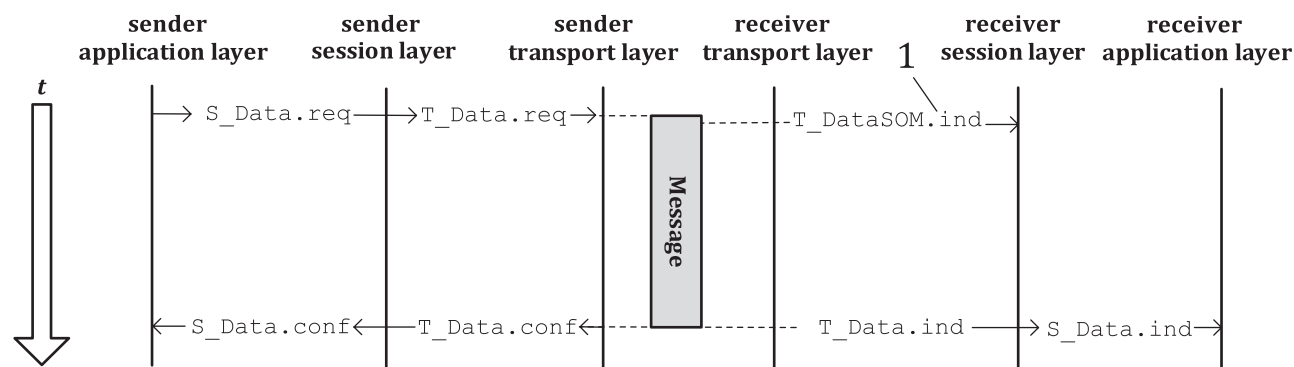 sender application layer
sender session layer
sender transport layer
receiver transport layer
receiver session layer
receiver application layer
1
t
S_Data.req
T_Data.req
T_DataSOM.ind
Message
S_Data.conf
T_Data.conf
T_Data.ind
S_Data.ind